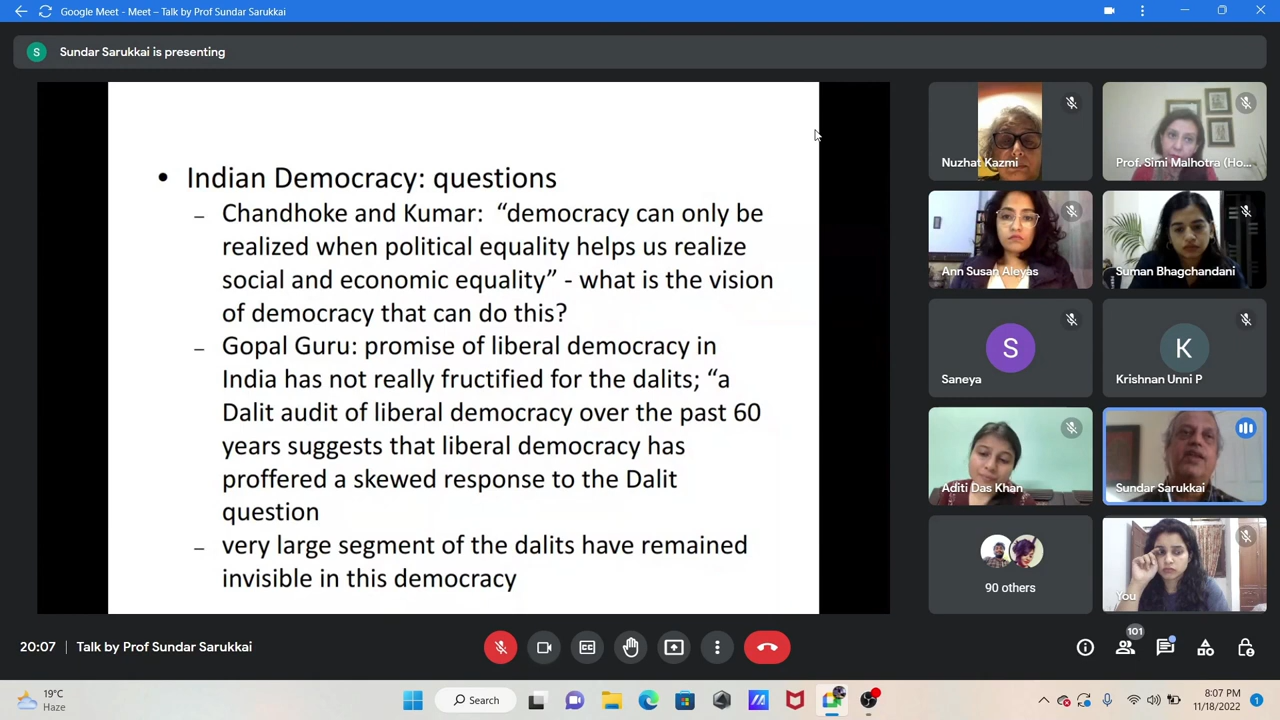 Google Meet - Meet – Talk by Prof Sundar Sarukkai
S
Sundar Sarukkai is presenting
• Indian Democracy: questions
– Chandhoke and Kumar: “democracy can only be
realized when political equality helps us realize
social and economic equality” - what is the vision
of democracy that can do this?
– Gopal Guru: promise of liberal democracy in
India has not really fructified for the dalits; “a
Dalit audit of liberal democracy over the past 60
years suggests that liberal democracy has
proffered a skewed response to the Dalit
question
– very large segment of the dalits have remained
invisible in this democracy
Nuzhat Kazmi
Prof. Simi Malhotra (Ho...
Ann Susan Aleyas
Suman Bhagchandani
S
Saneya
K
Krishnan Unni P
Aditi Das Khan
Sundar Sarukkai
90 others
You
20:07 | Talk by Prof Sundar Sarukkai
101
19°C
Haze
Search
8:07 PM
11/18/2022
1